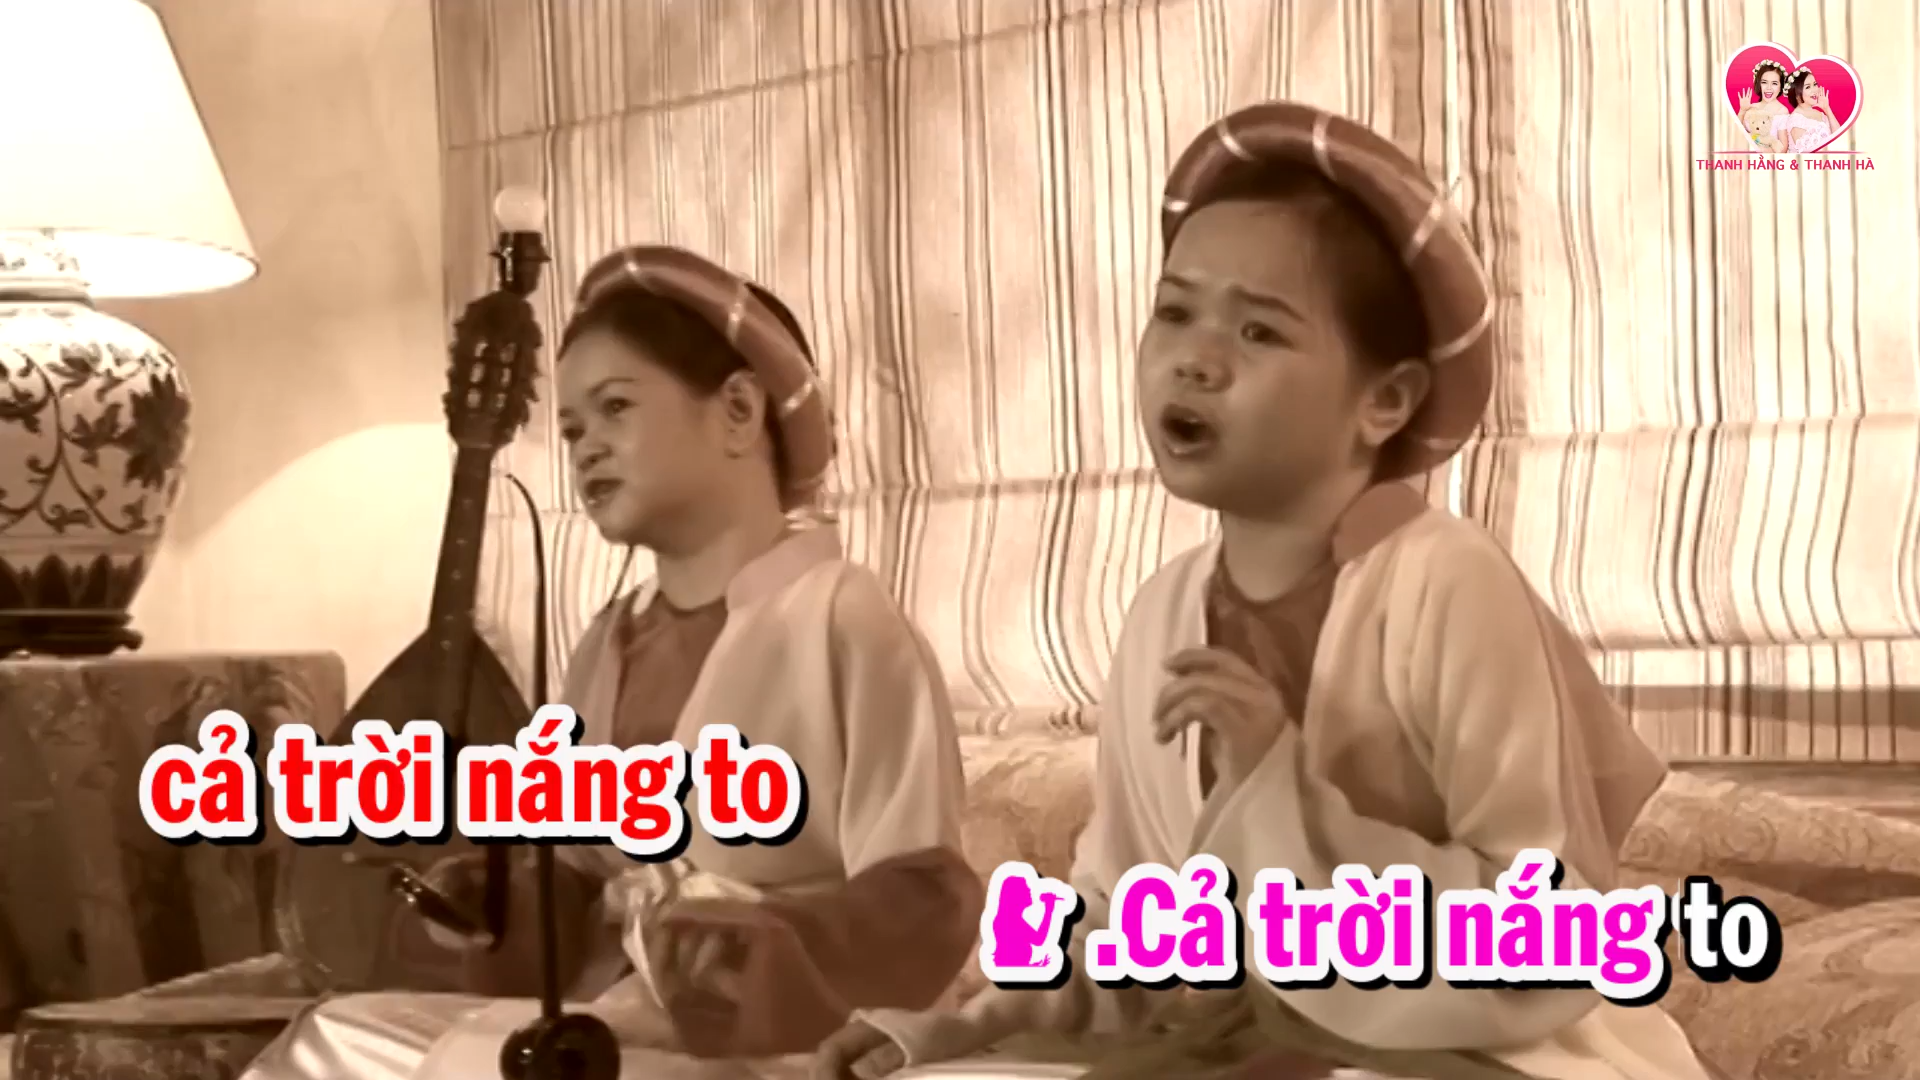 THANH HẰNG & THANH HÀ
cả trời nắng to
.Cả trời nắng to